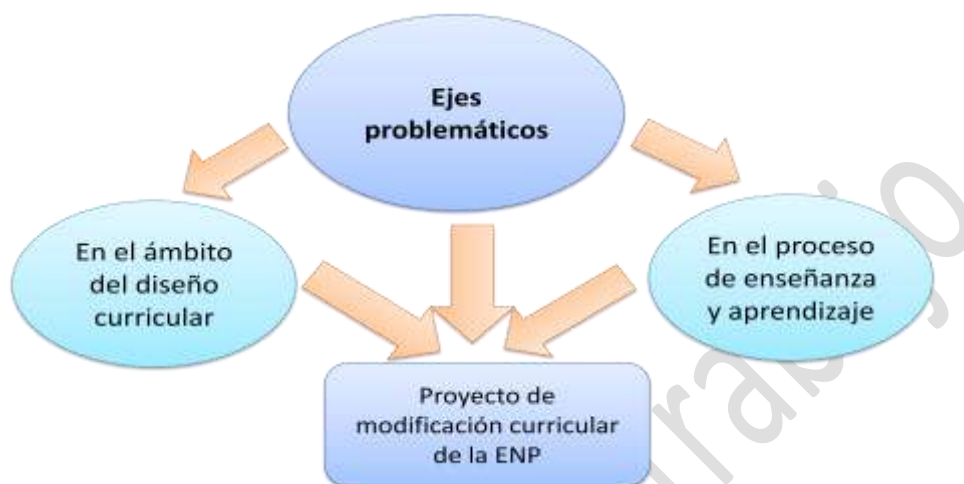 Ejes
problemáticos
En el ámbito
del diseño
curricular
En el proceso
de enseñanza
y aprendizaje
Proyecto de
modificación curricular
de la ENP